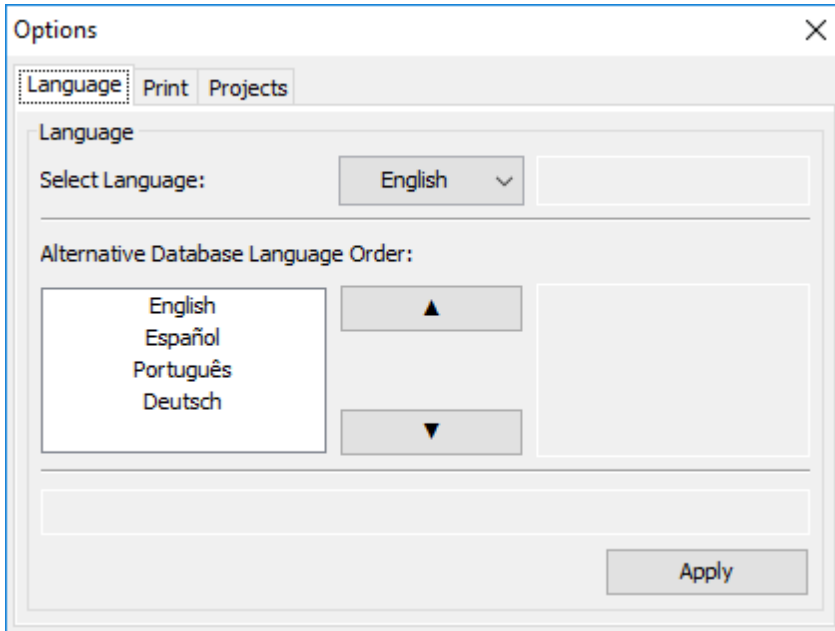 Options
Language Print Projects
Language
Select Language: English
Alternative Database Language Order:
English
Español
Português
Deutsch
▲
▼
Apply